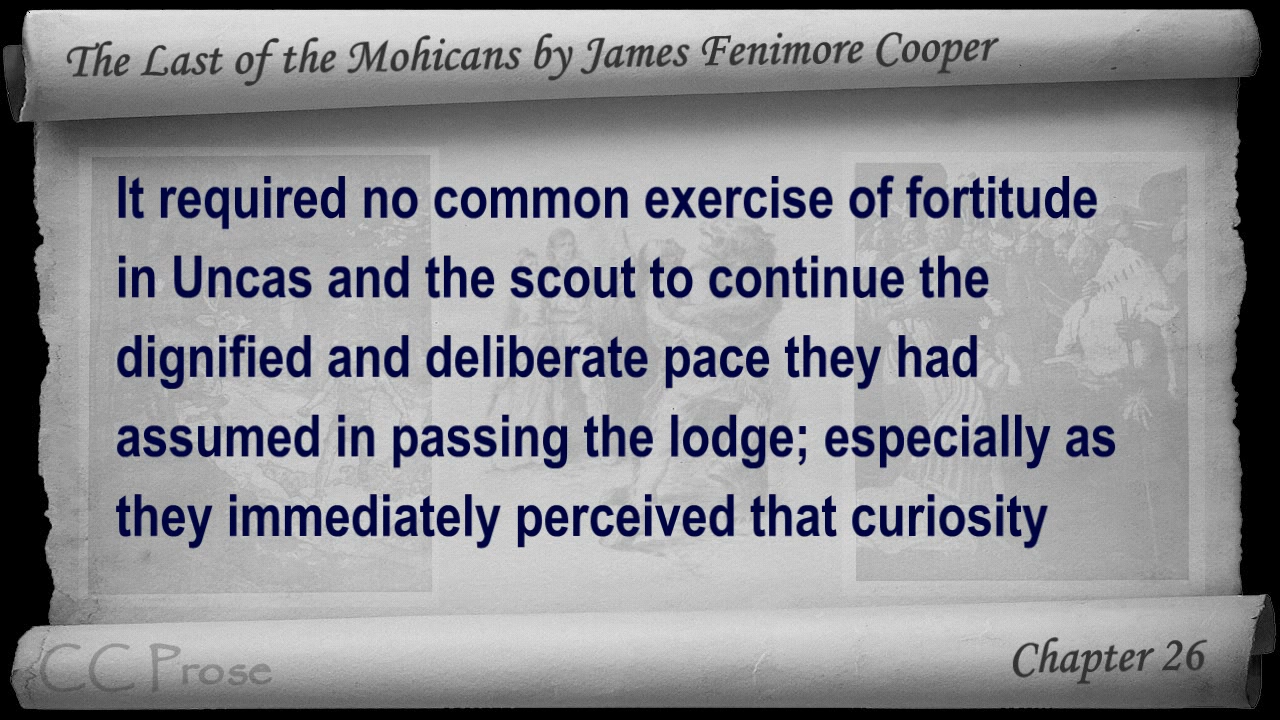 The Last of the Mohicans by James Fenimore Cooper
It required no common exercise of fortitude
in Uncas and the scout to continue the
dignified and deliberate pace they had
assumed in passing the lodge; especially as
they immediately perceived that curiosity
CC Prose
Chapter 26